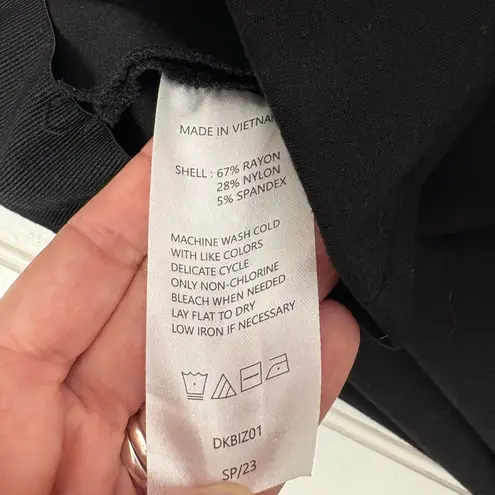 MADE IN VIETNAM
SHELL : 67% RAYON
28% NYLON
5% SPANDEX
MACHINE WASH COLD
WITH LIKE COLORS
DELICATE CYCLE
ONLY NON-CHLORINE
BLEACH WHEN NEEDED
LAY FLAT TO DRY
LOW IRON IF NECESSARY
DKBIZ01
SP/23